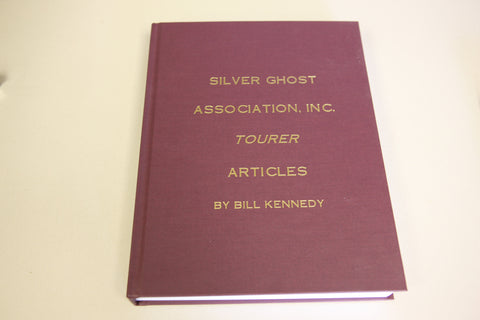 SILVER GHOST
ASSOCIATION, INC.
TOURER
ARTICLES
BY BILL KENNEDY